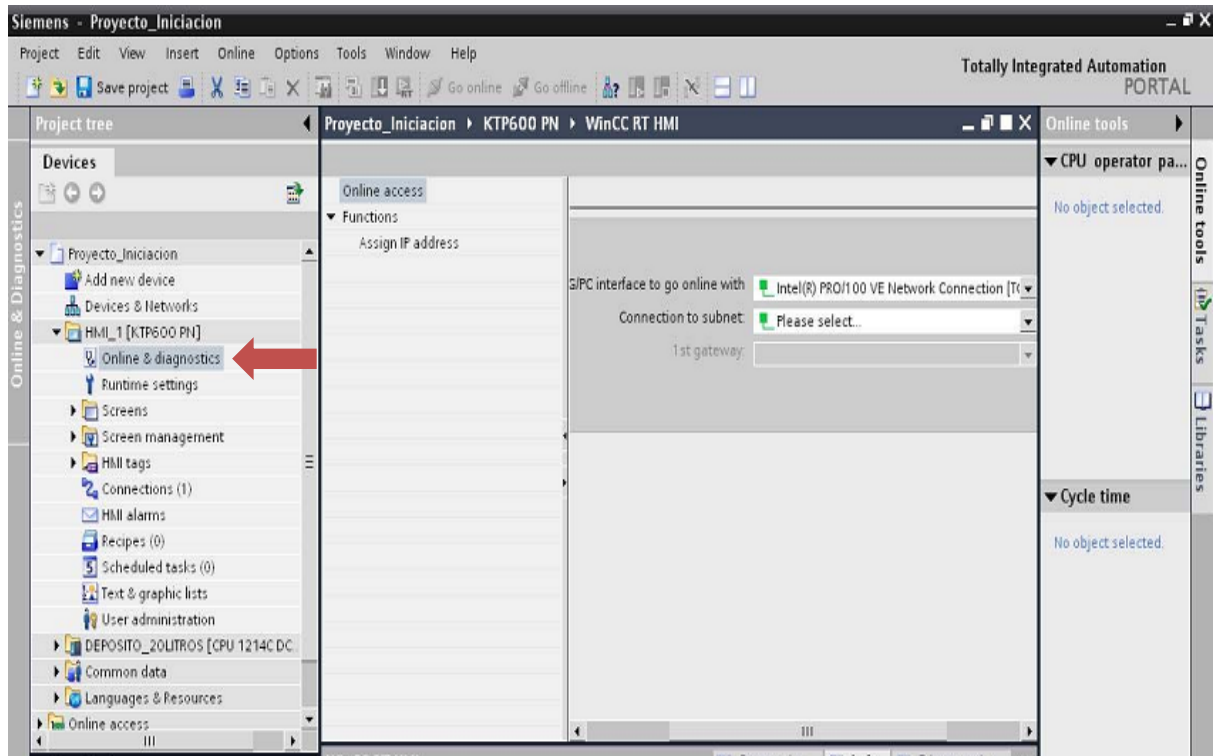 Siemens - Proyecto_Iniciacion
Project Edit View Insert Online Options Tools Window Help
Totally Integrated Automation
PORTAL
Save project Go online Go offline
Project tree
Proyecto_Iniciacion KTP600 PN WinCC RT HMI
Online tools
Devices
Online & Diagnostics
Proyecto_Iniciacion
Add new device
Devices & Networks
HMI_1 [KTP600 PN]
Online & diagnostics
Runtime settings
Screens
Screen management
HMI tags
Connections (1)
HMI alarms
Recipes (0)
Scheduled tasks (0)
Text & graphic lists
User administration
DEPOSITO_20LITROS [CPU 1214C DC...
Common data
Languages & Resources
Online access
Online access
Functions
Assign IP address
G/PC interface to go online with Intel(R) PRO/100 VE Network Connection [TC
Connection to subnet: Please select...
1st gateway:
CPU operator pa...
No object selected.
Cycle time
No object selected.
Online tools
Tasks
Libraries